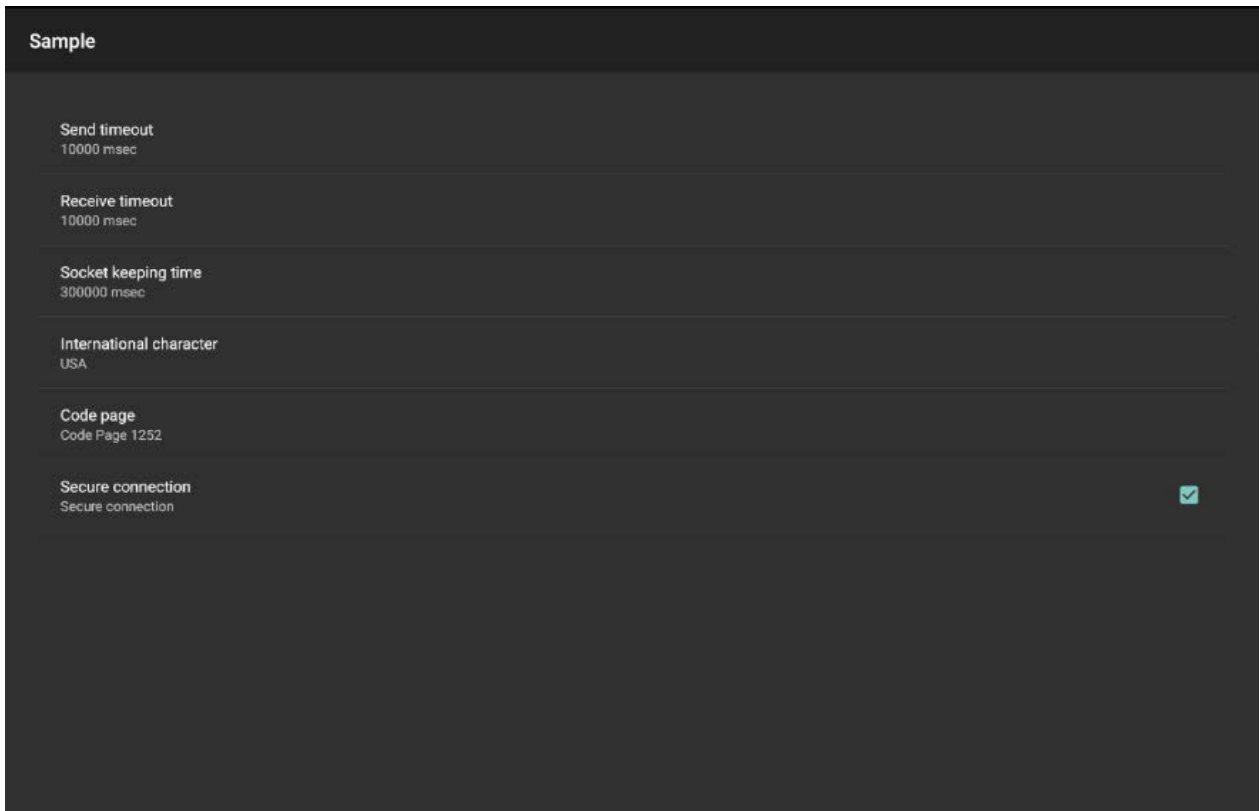 Sample
Send timeout
10000 msec
Receive timeout
10000 msec
Socket keeping time
300000 msec
International character
USA
Code page
Code Page 1252
Secure connection
Secure connection